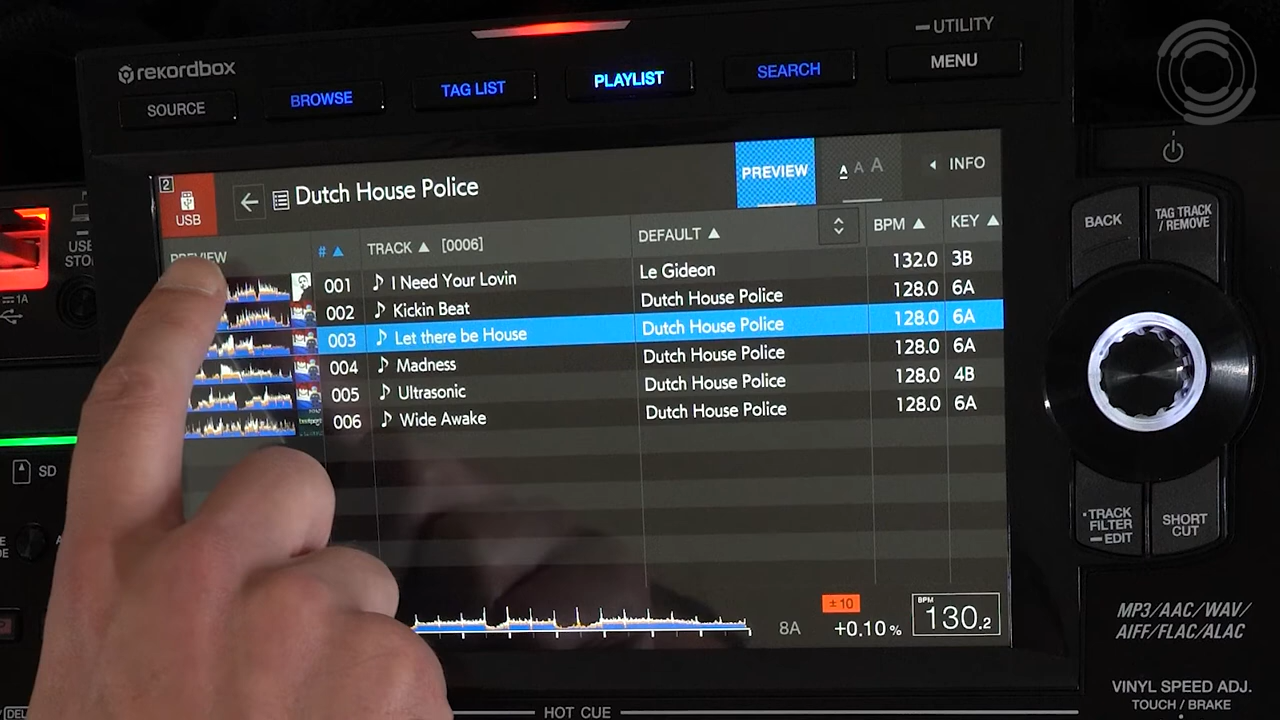 rekordbox
UTILITY
SOURCE
BROWSE
TAG LIST
PLAYLIST
SEARCH
MENU
2
USB
Dutch House Police
PREVIEW
A A A
INFO
PREVIEW
#
TRACK [0006]
DEFAULT
BPM
KEY
001 I Need Your Lovin Le Gideon 132.0 3B
002 Kickin Beat Dutch House Police 128.0 6A
003 Let there be House Dutch House Police 128.0 6A
004 Madness Dutch House Police 128.0 6A
005 Ultrasonic Dutch House Police 128.0 4B
006 Wide Awake Dutch House Police 128.0 6A
8A
±10
+0.10 %
BPM
130.2
BACK
TAG TRACK
/ REMOVE
TRACK
FILTER
EDIT
SHORT
CUT
MP3/AAC/WAV/
AIFF/FLAC/ALAC
VINYL SPEED ADJ.
TOUCH / BRAKE
HOT CUE
USB
1A
SD